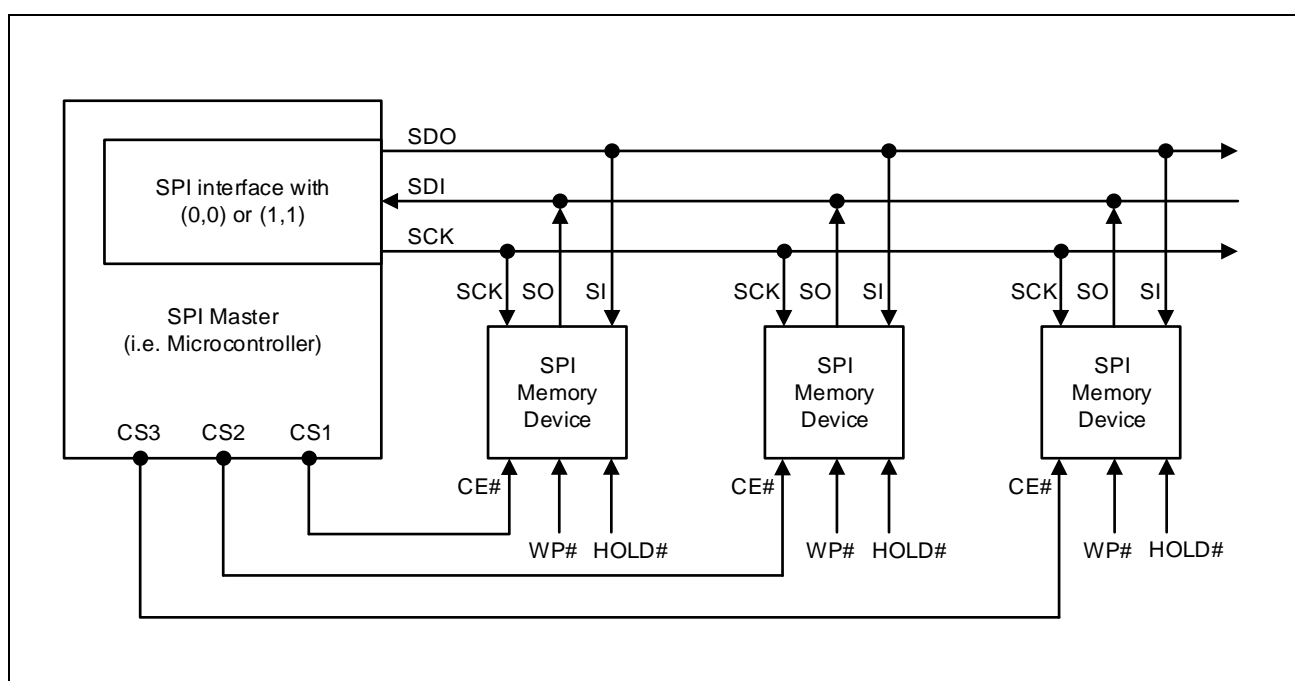 SDO
SPI interface with
(0,0) or (1,1)
SDI
SCK
SPI Master
(i.e. Microcontroller)
SCK SO SI
SCK SO SI
SCK SO SI
SPI
Memory
Device
SPI
Memory
Device
SPI
Memory
Device
CS3 CS2 CS1
CE#
CE#
CE#
WP# HOLD#
WP# HOLD#
WP# HOLD#